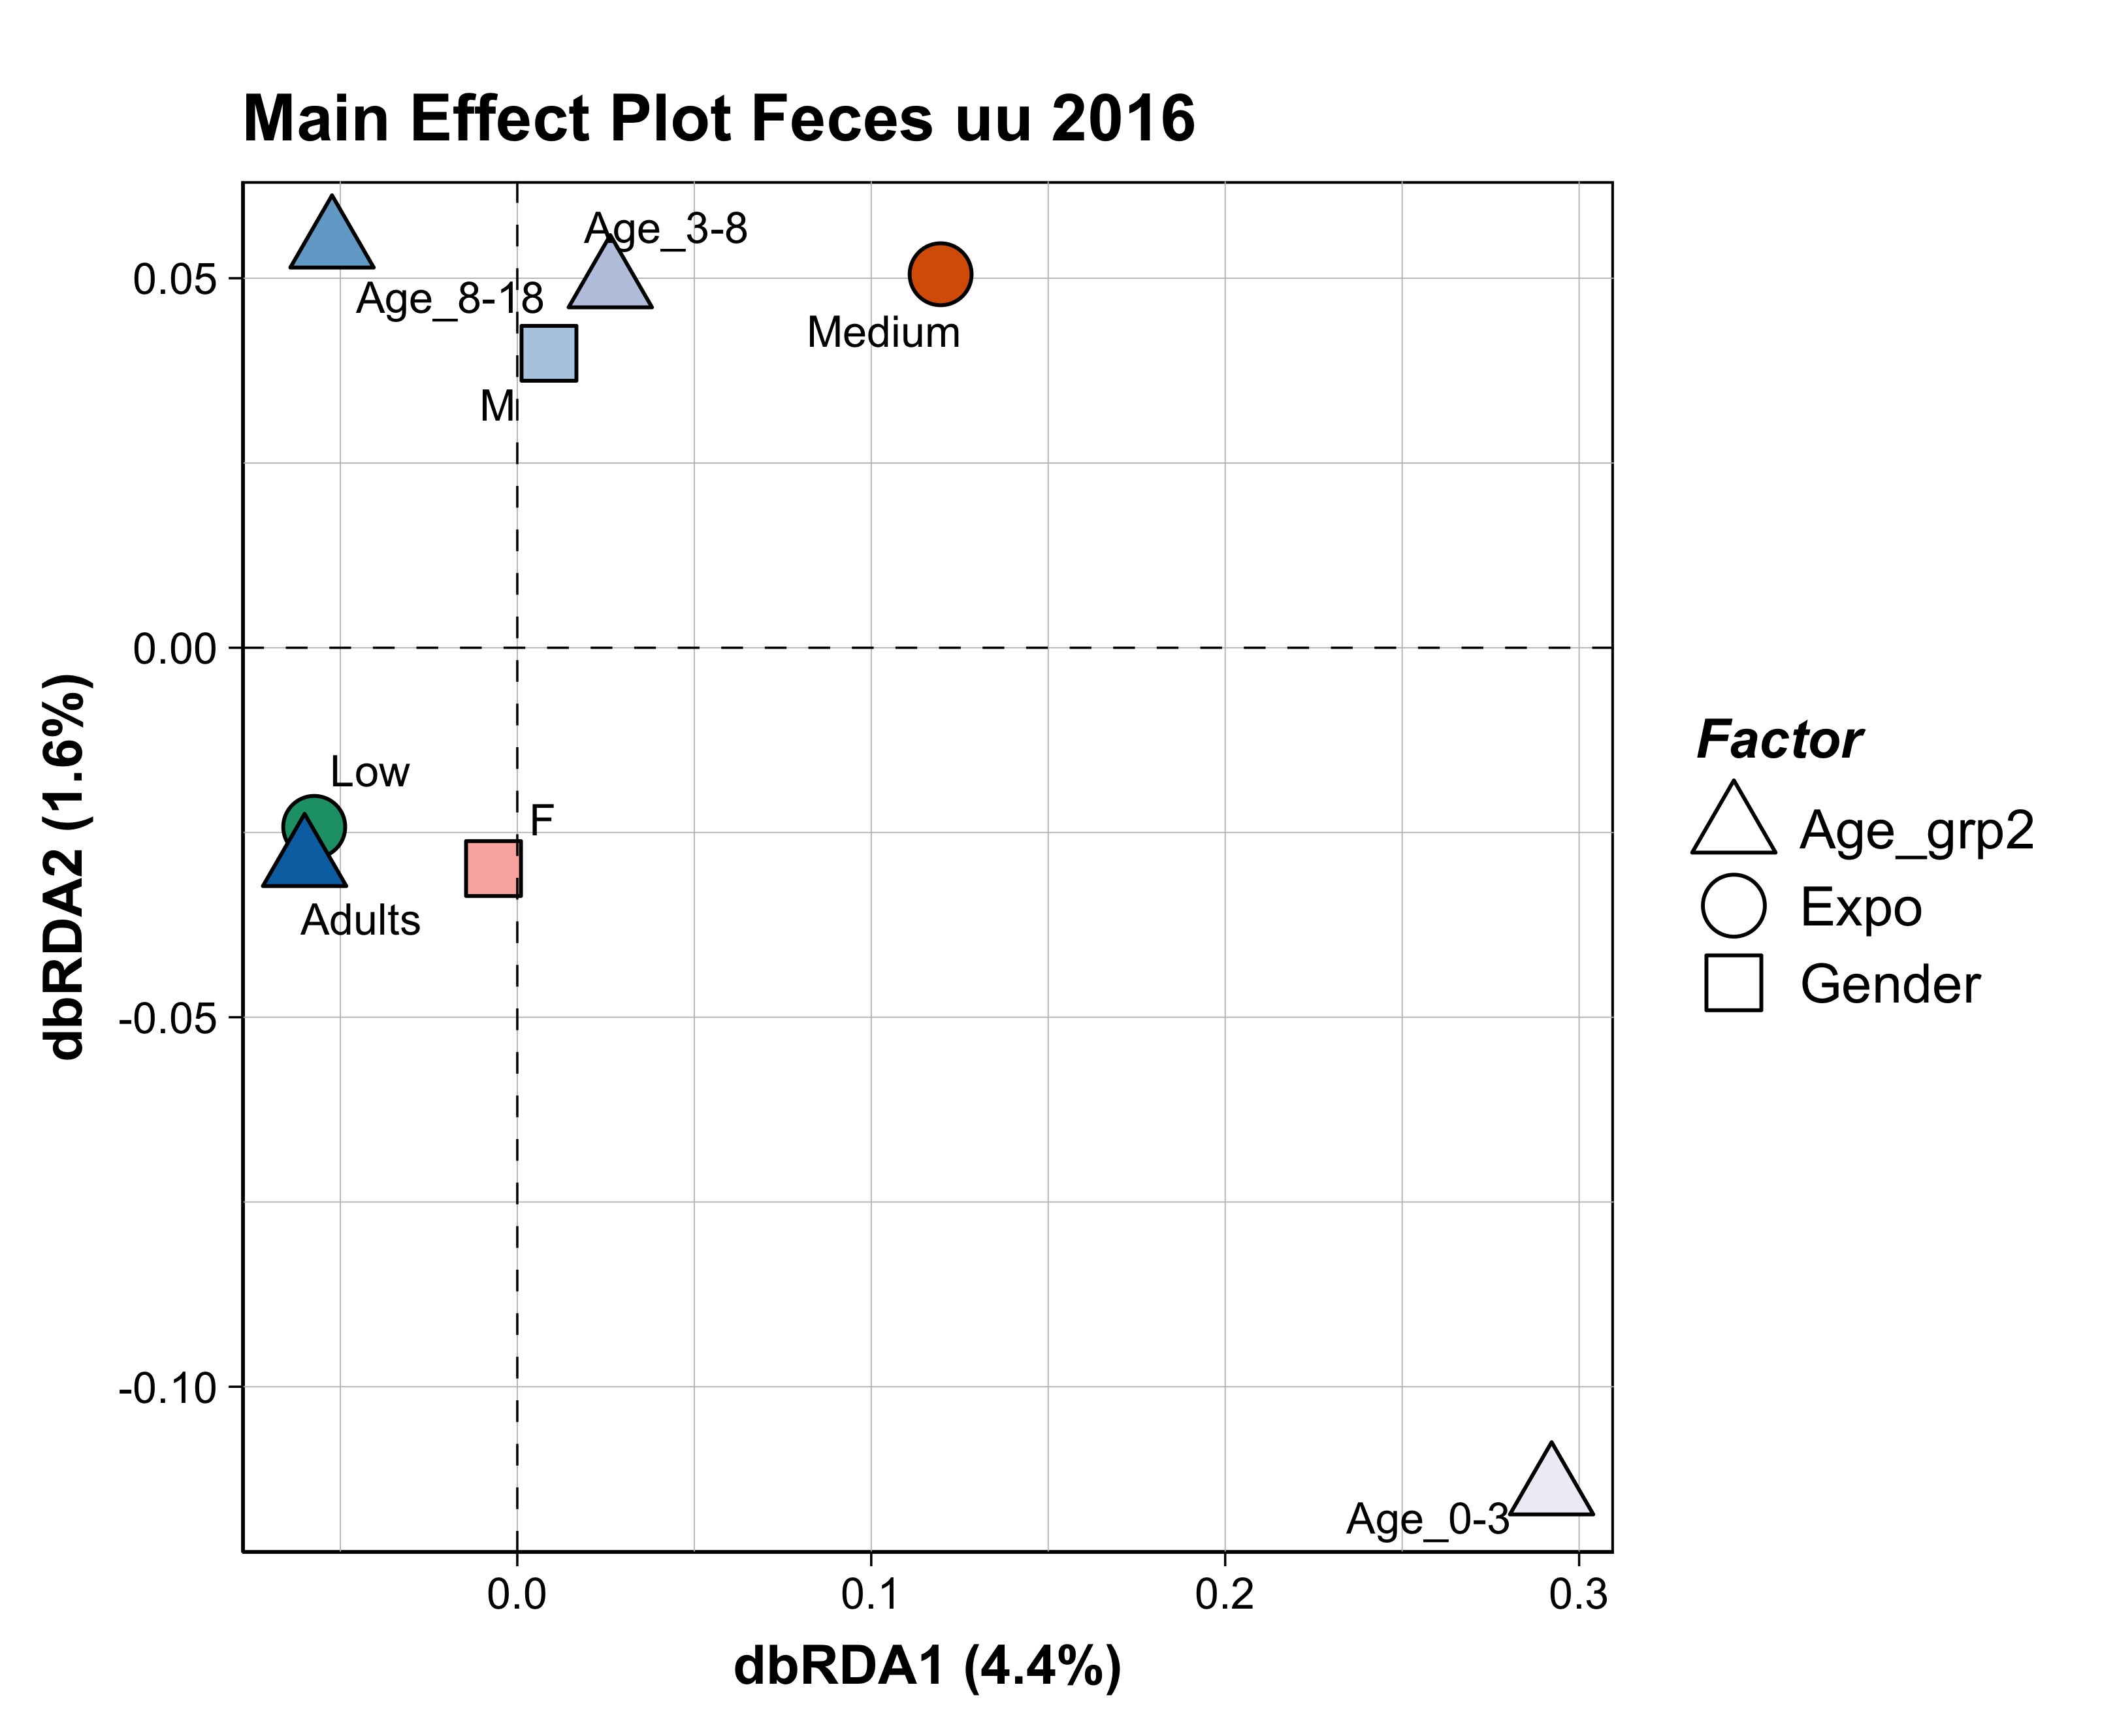 Main Effect Plot Feces uu 2016
Age_3-8
0.05
Age_8-18
Medium
M
0.00
Low
F
Adults
-0.05
-0.10
Age_0-3
0.0
0.1
0.2
0.3
dbRDA1 (4.4%)
dbRDA2 (1.6%)
Factor
Age_grp2
Expo
Gender